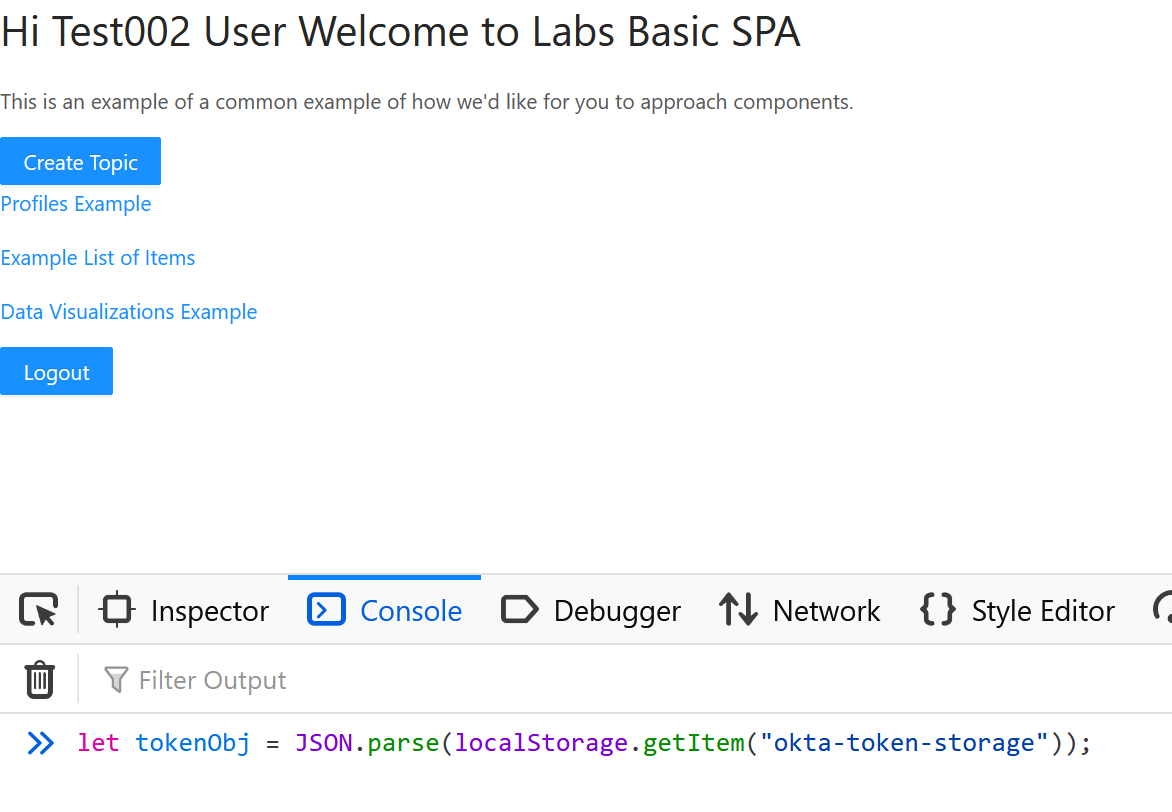 Hi Test002 User Welcome to Labs Basic SPA
This is an example of a common example of how we'd like for you to approach components.
Create Topic
Profiles Example
Example List of Items
Data Visualizations Example
Logout
Inspector Console Debugger Network Style Editor
Filter Output
let tokenObj = JSON.parse(localStorage.getItem("okta-token-storage"));